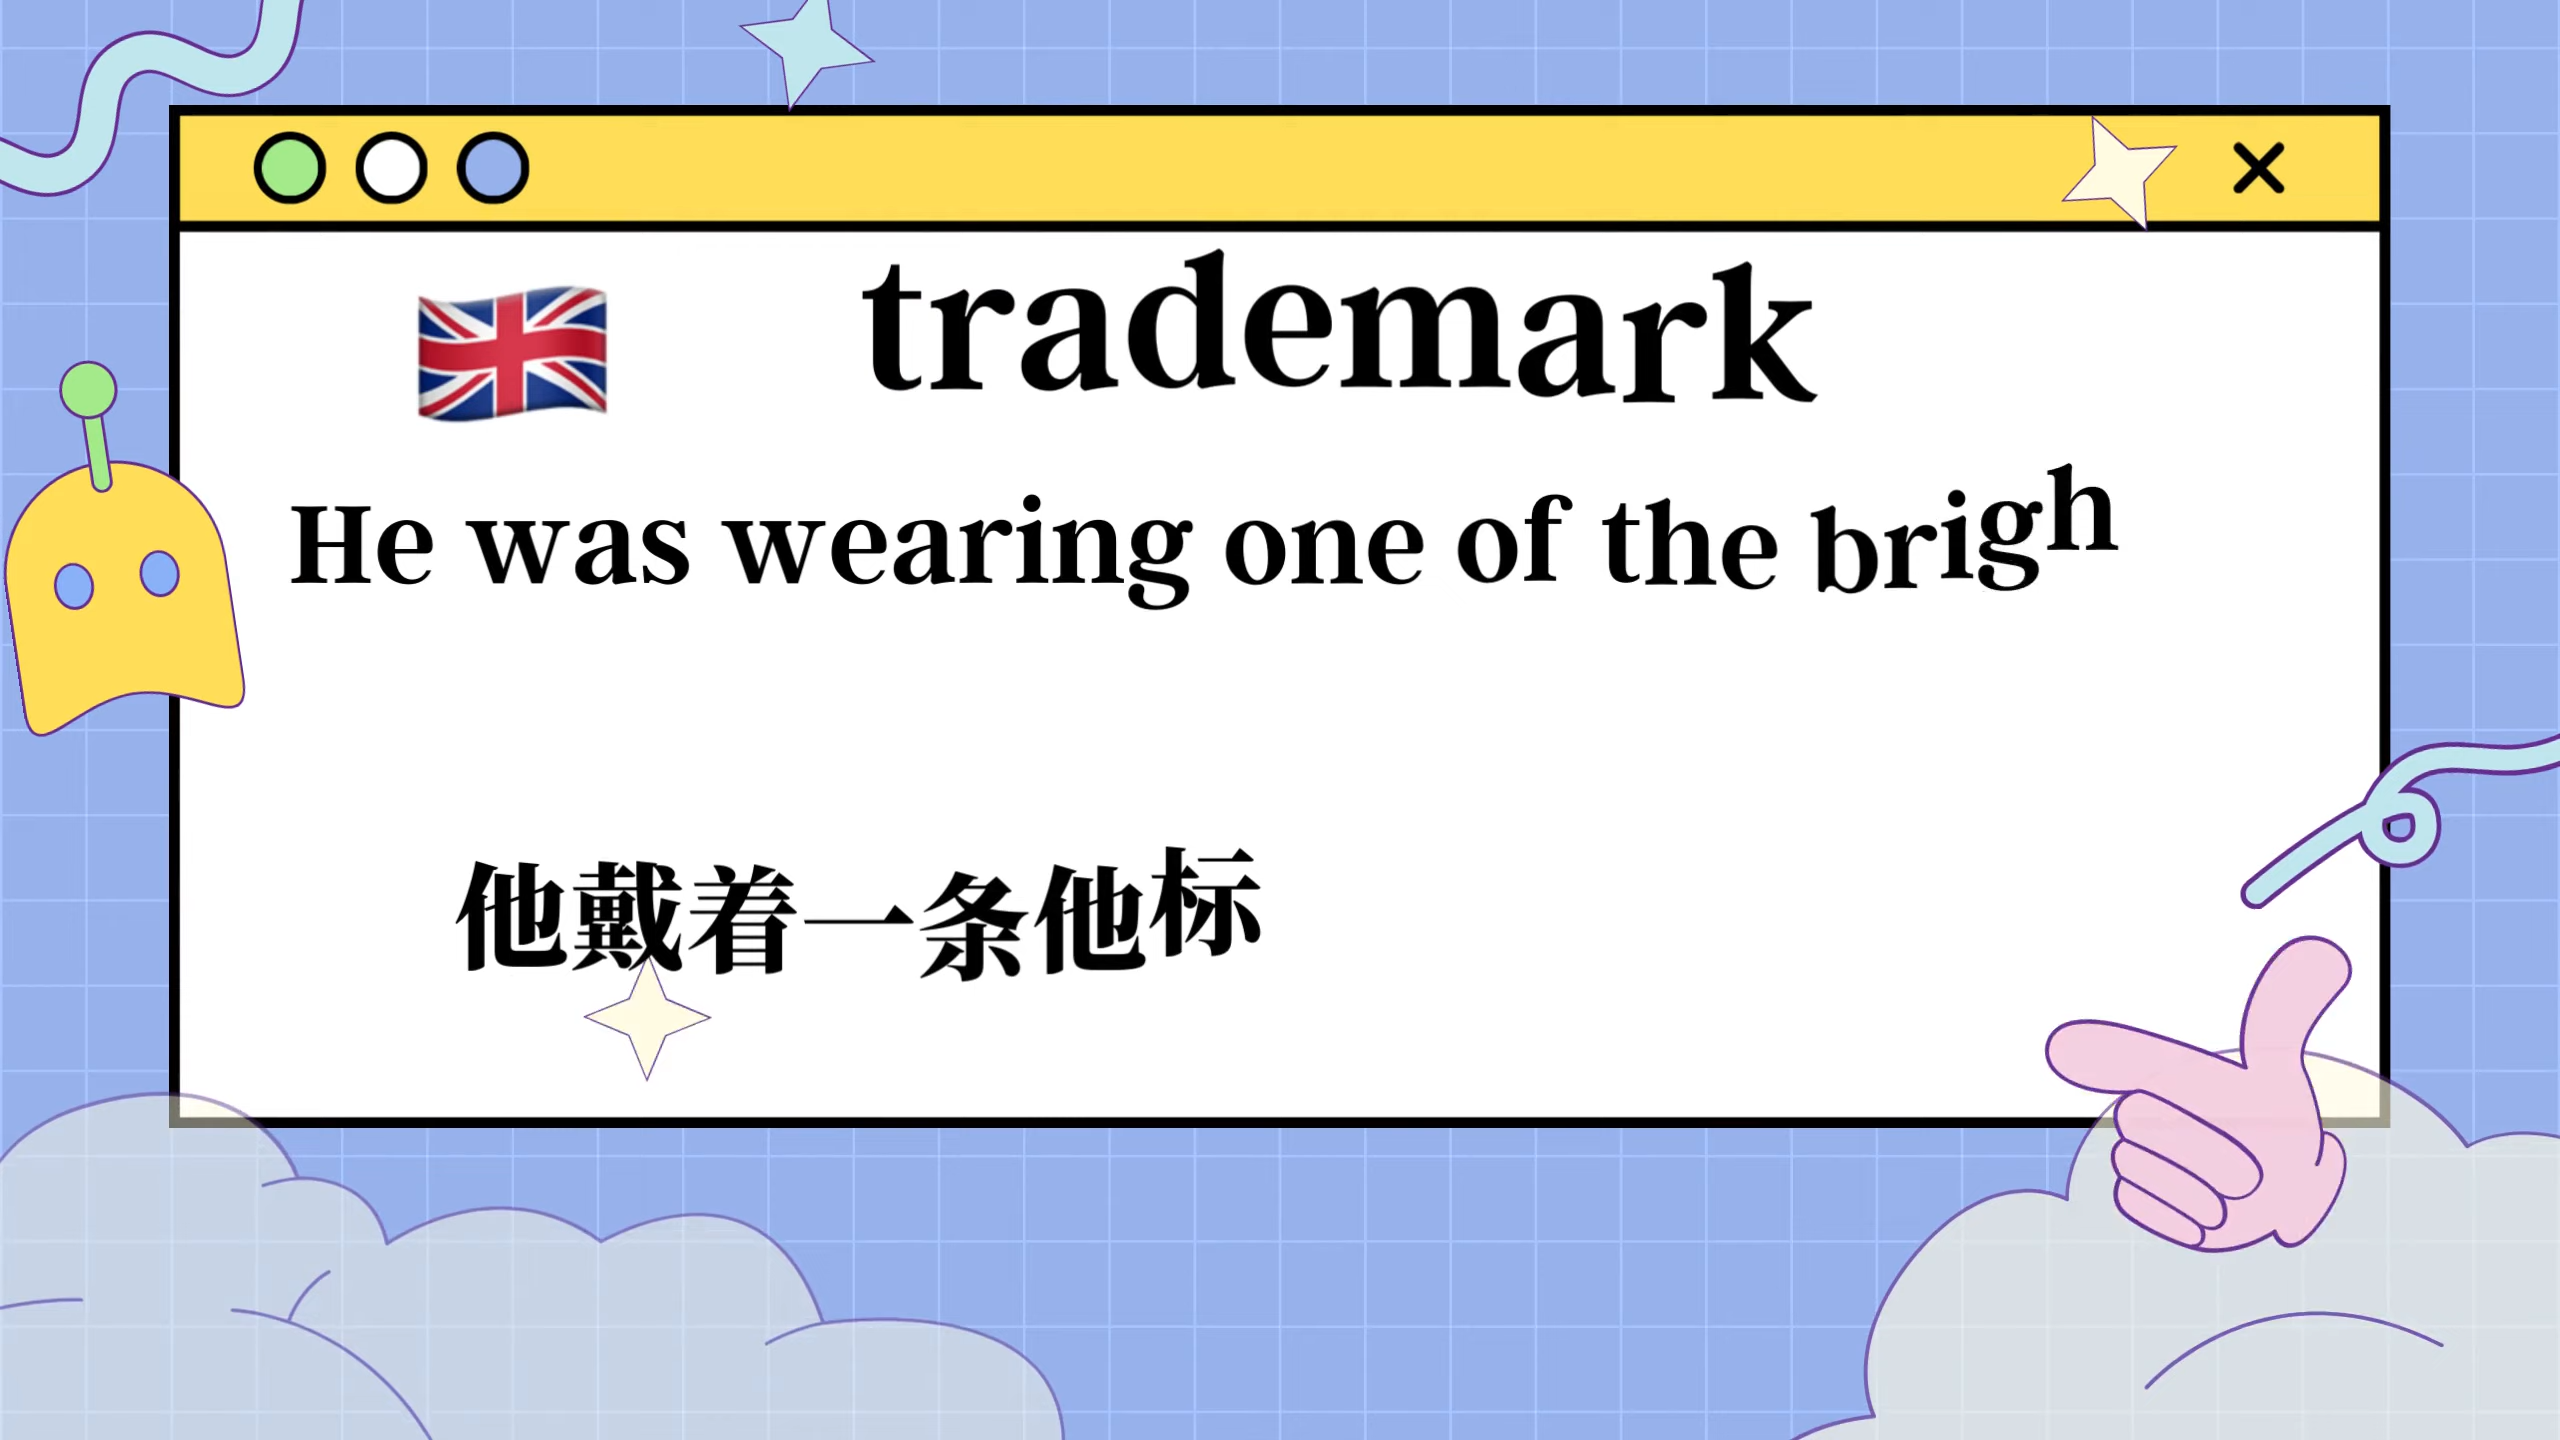 trademark
He was wearing one of the brigh
他戴着一条他标